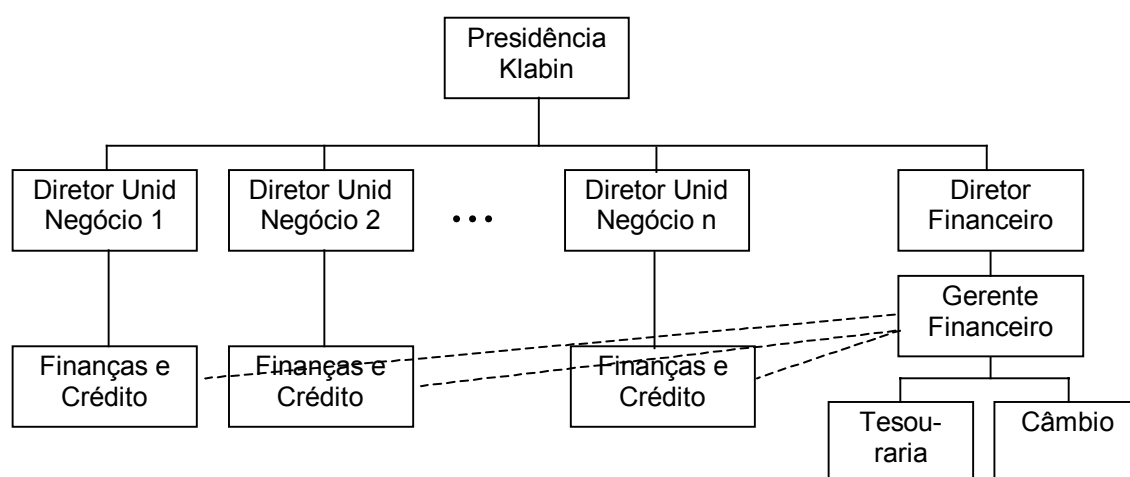 Presidência
Klabin
Diretor Unid
Negócio 1
Diretor Unid
Negócio 2
...
Diretor Unid
Negócio n
Diretor
Financeiro
Gerente
Financeiro
Finanças e
Crédito
Finanças e
Crédito
Finanças e
Crédito
Tesou-
raria
Câmbio